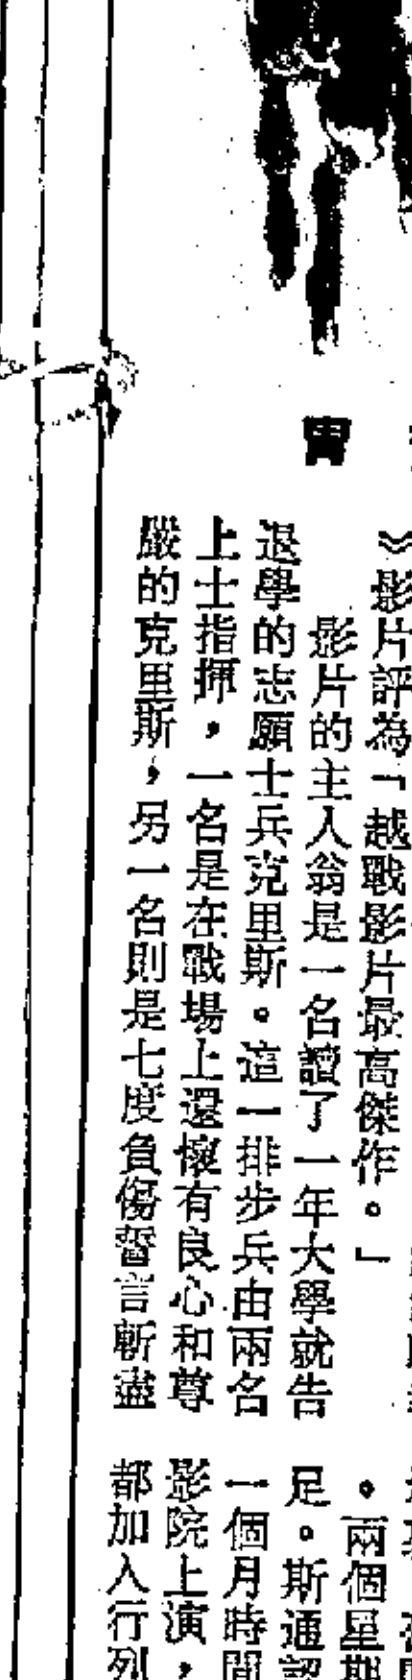 冑
》影片評為「越戰影片最高傑作。」
影片的主人翁是一名讀了一年大學就告
退學的志願士兵克里斯。這一排步兵由兩名
上士指揮，一名是在戰場上還懷有良心和尊
嚴的克里斯，另一名則是七度負傷誓言斬盡
。兩個星期
足。斯通認
一個月時間
影院上演，
都加入行列